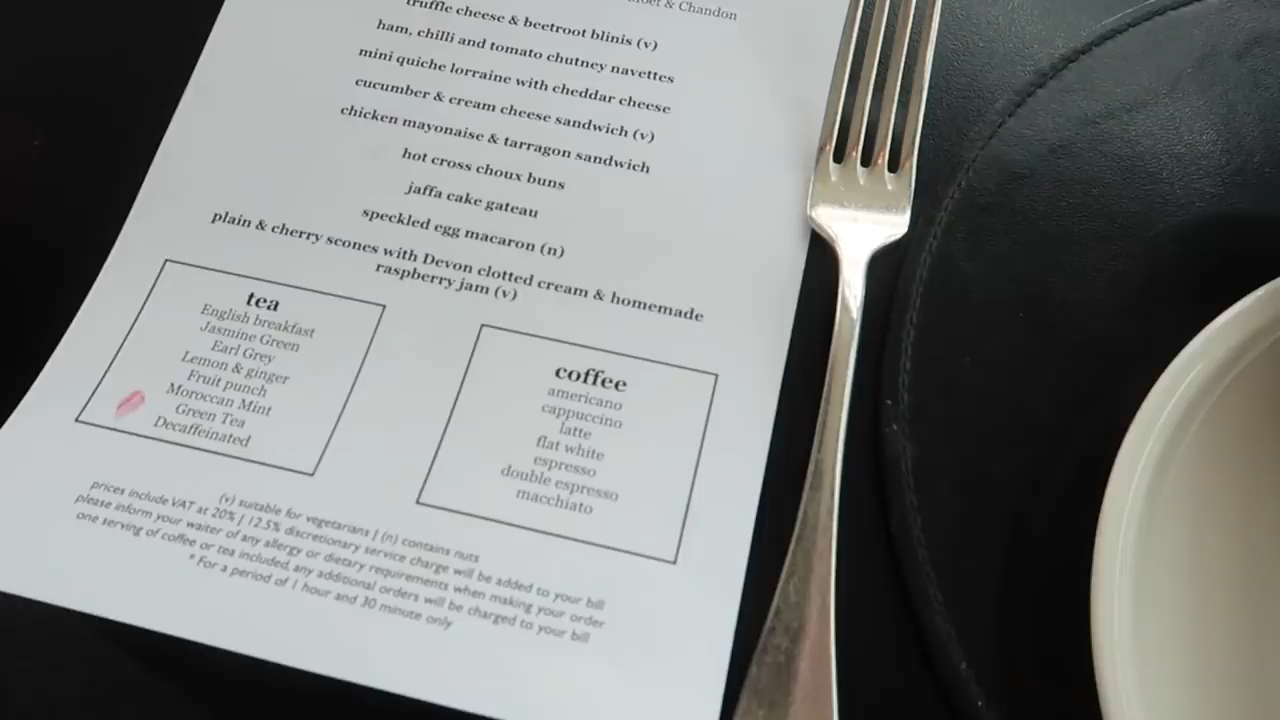 Moët & Chandon
truffle cheese & beetroot blinis (v)
ham, chilli and tomato chutney navettes
mini quiche lorraine with cheddar cheese
cucumber & cream cheese sandwich (v)
chicken mayonaise & tarragon sandwich
hot cross choux buns
jaffa cake gateau
speckled egg macaron (n)
plain & cherry scones with Devon clotted cream & homemade
raspberry jam (v)
tea
English breakfast
Jasmine Green
Earl Grey
Lemon & ginger
Fruit punch
Moroccan Mint
Green Tea
Decaffeinated
coffee
americano
cappuccino
latte
flat white
espresso
double espresso
macchiato
(v) suitable for vegetarians | (n) contains nuts
prices include VAT at 20% | 12.5% discretionary service charge will be added to your bill
please inform your waiter of any allergy or dietary requirements when making your order
one serving of coffee or tea included, any additional orders will be charged to your bill
* For a period of 1 hour and 30 minute only